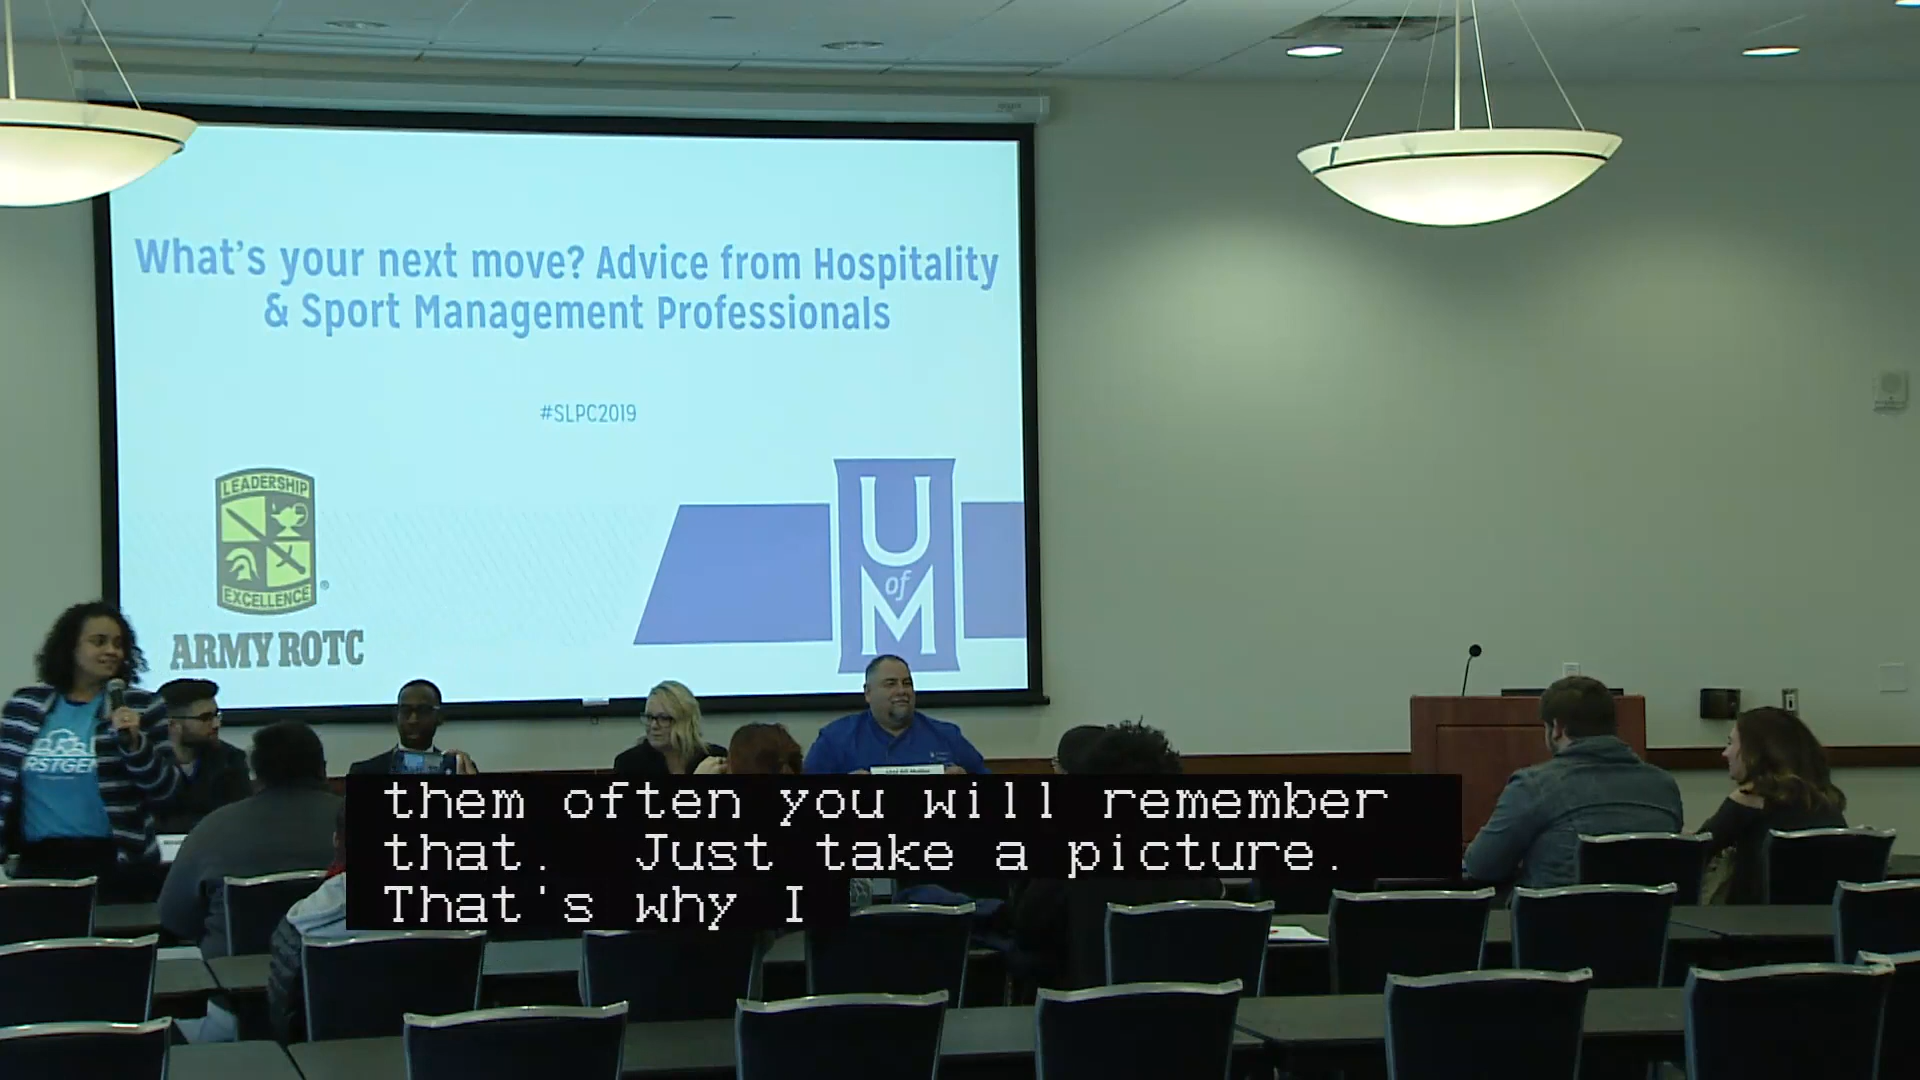 What's your next move? Advice from Hospitality
& Sport Management Professionals
#SLPC2019
LEADERSHIP
EXCELLENCE
®
ARMY ROTC
U
of
M
them often you will remember
that. Just take a picture.
That's why I